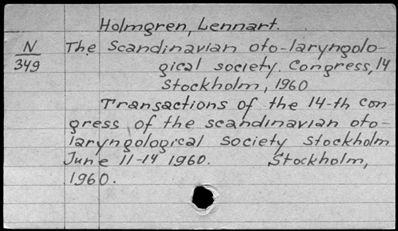 Holmgren, Lennart.
N The Scandinavian oto-laryngolo-
349 gical society. Congress, 14
Stockholm, 1960
Transactions of the 14-th con
gress of the scandinavian oto-
laryngological society Stockholm
June 11-14 1960. Stockholm,
1960.